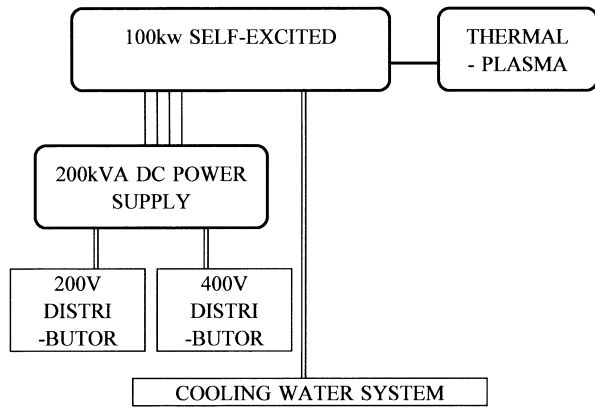 100kw SELF-EXCITED
THERMAL
- PLASMA
200kVA DC POWER
SUPPLY
200V
DISTRI
-BUTOR
400V
DISTRI
-BUTOR
COOLING WATER SYSTEM